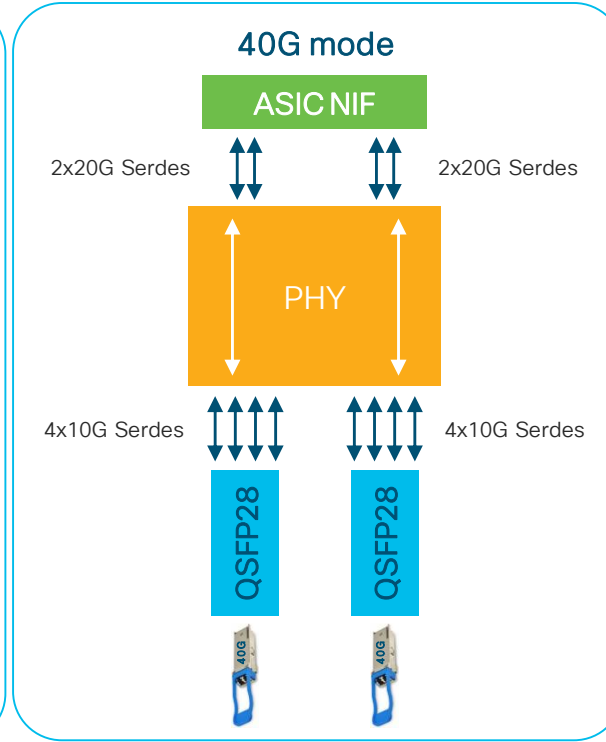 40G mode
ASIC NIF
2x20G Serdes
2x20G Serdes
PHY
4x10G Serdes
4x10G Serdes
QSFP28
QSFP28
40G
40G